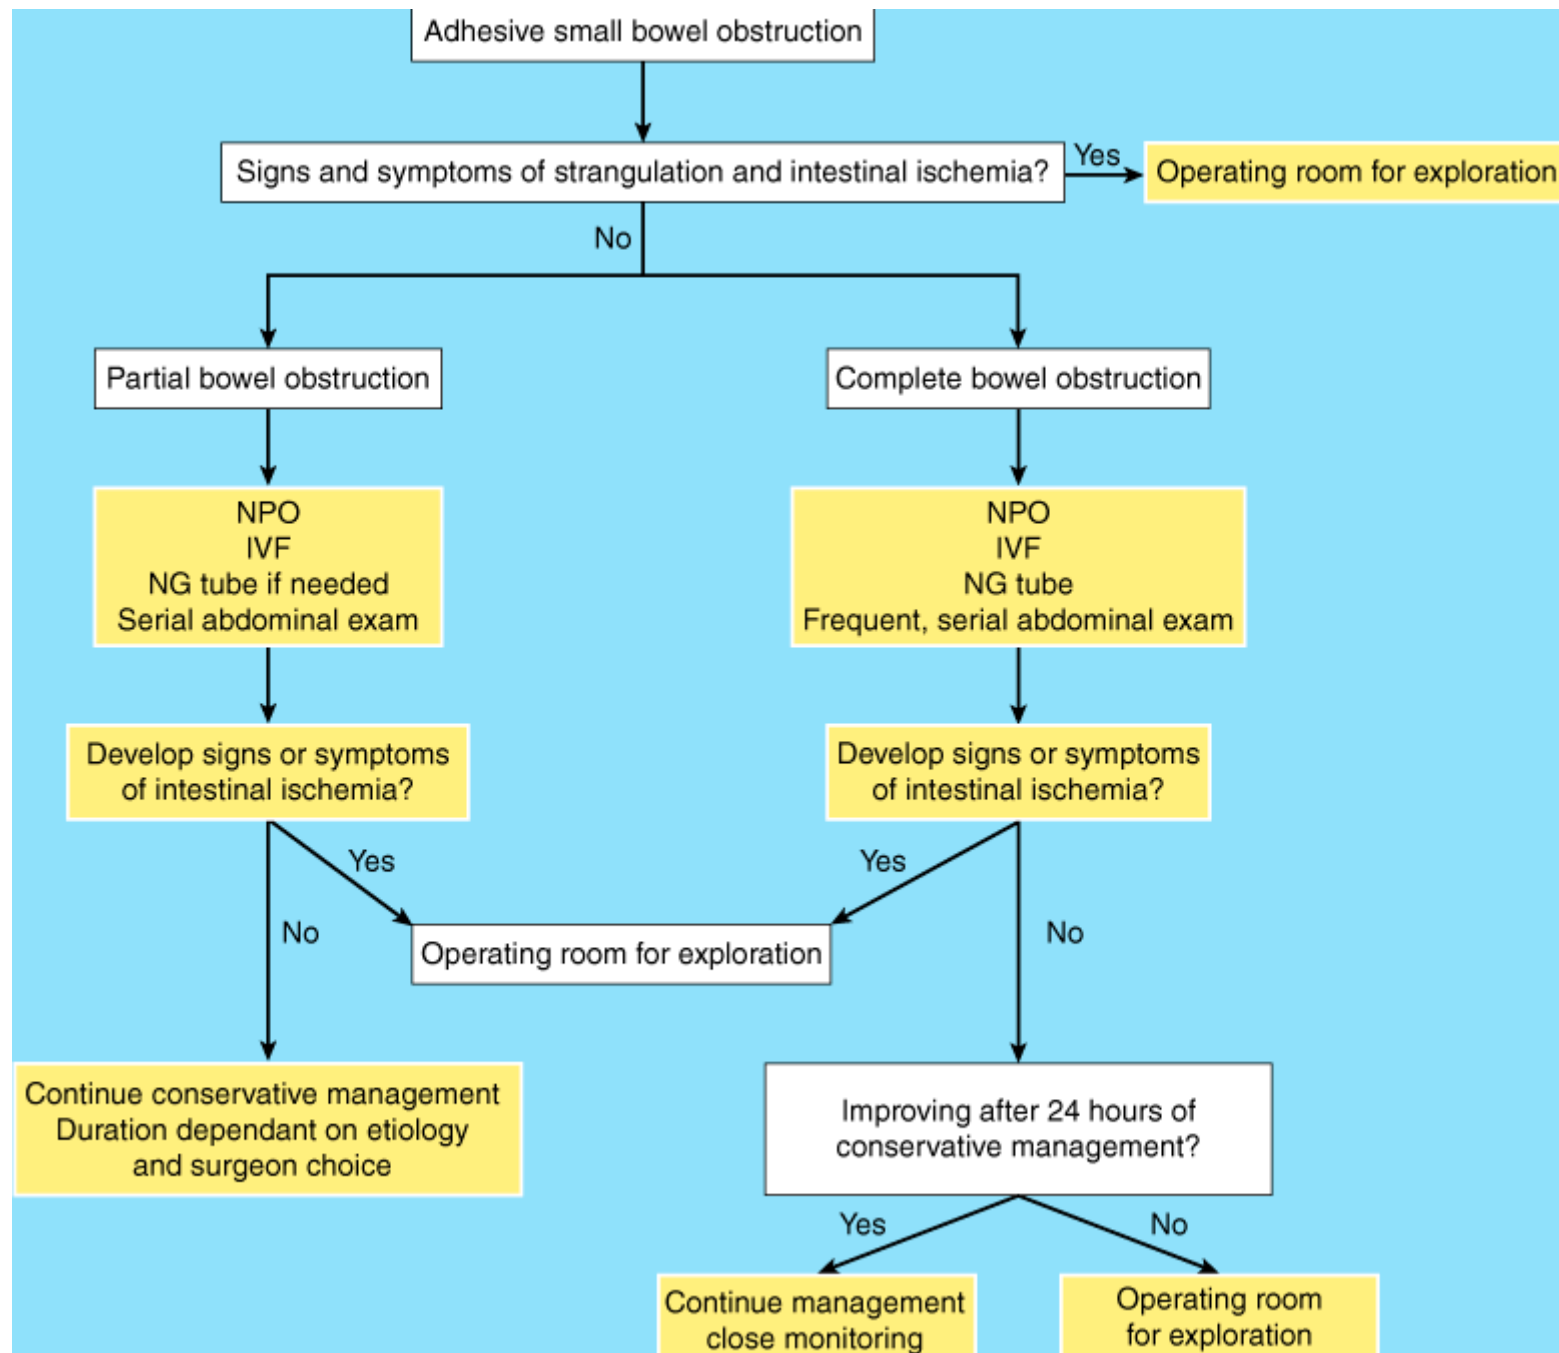 Adhesive small bowel obstruction
Signs and symptoms of strangulation and intestinal ischemia?
Yes
Operating room for exploration
No
Partial bowel obstruction
Complete bowel obstruction
NPO
IVF
NG tube if needed
Serial abdominal exam
NPO
IVF
NG tube
Frequent, serial abdominal exam
Develop signs or symptoms
of intestinal ischemia?
Develop signs or symptoms
of intestinal ischemia?
Yes
Yes
No
No
Operating room for exploration
Continue conservative management
Duration dependant on etiology
and surgeon choice
Improving after 24 hours of
conservative management?
Yes
No
Continue management
close monitoring
Operating room
for exploration